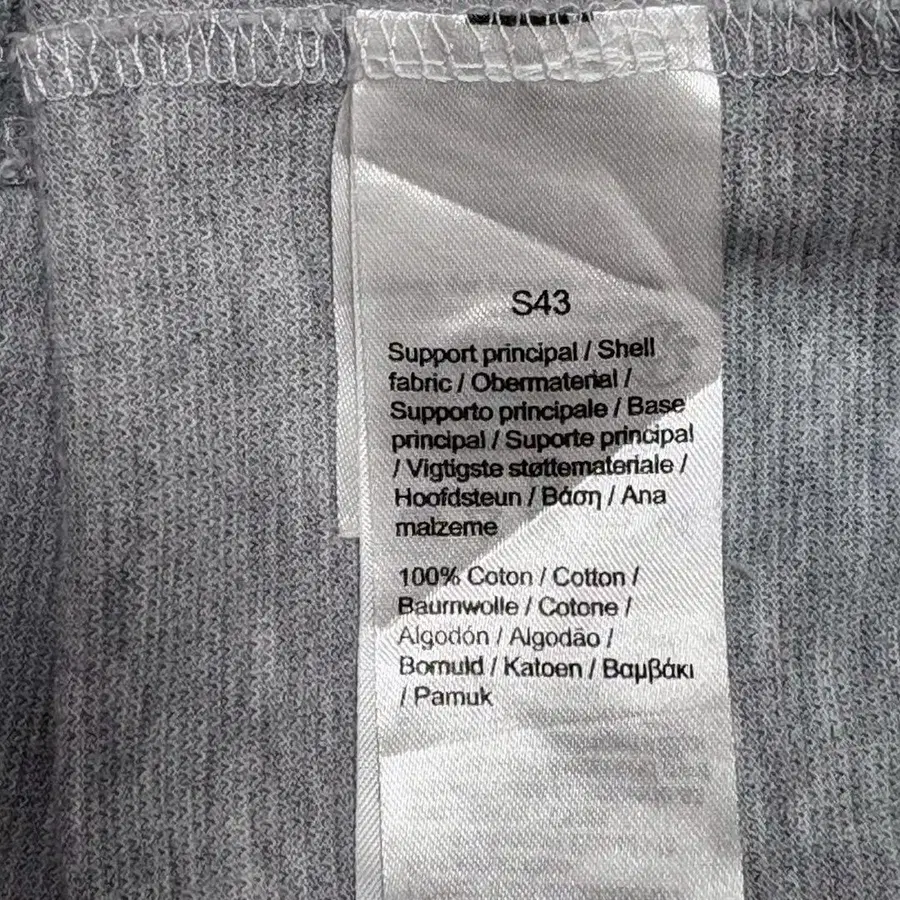 S43
Support principal / Shell
fabric / Obermaterial /
Supporto principale / Base
principal / Suporte principal
/ Vigtigste støttemateriale /
Hoofdsteun / Βάση / Ana
malzeme
100% Coton / Cotton /
Baumwolle / Cotone /
Algodón / Algodão /
Bomuld / Katoen / Βαμβάκι
/ Pamuk